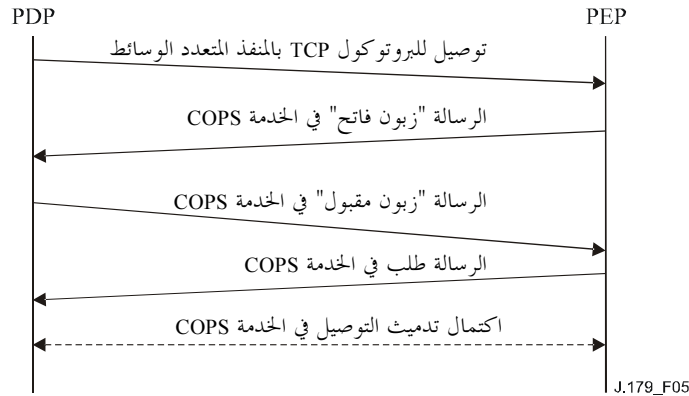 PDP
PEP
توصيل للبروتوكول TCP بالمنفذ المتعدد الوسائط
الرسالة "زبون فاتح" في الخدمة COPS
الرسالة "زبون مقبول" في الخدمة COPS
الرسالة طلب في الخدمة COPS
اكتمال تدميث التوصيل في الخدمة COPS
J.179_F05